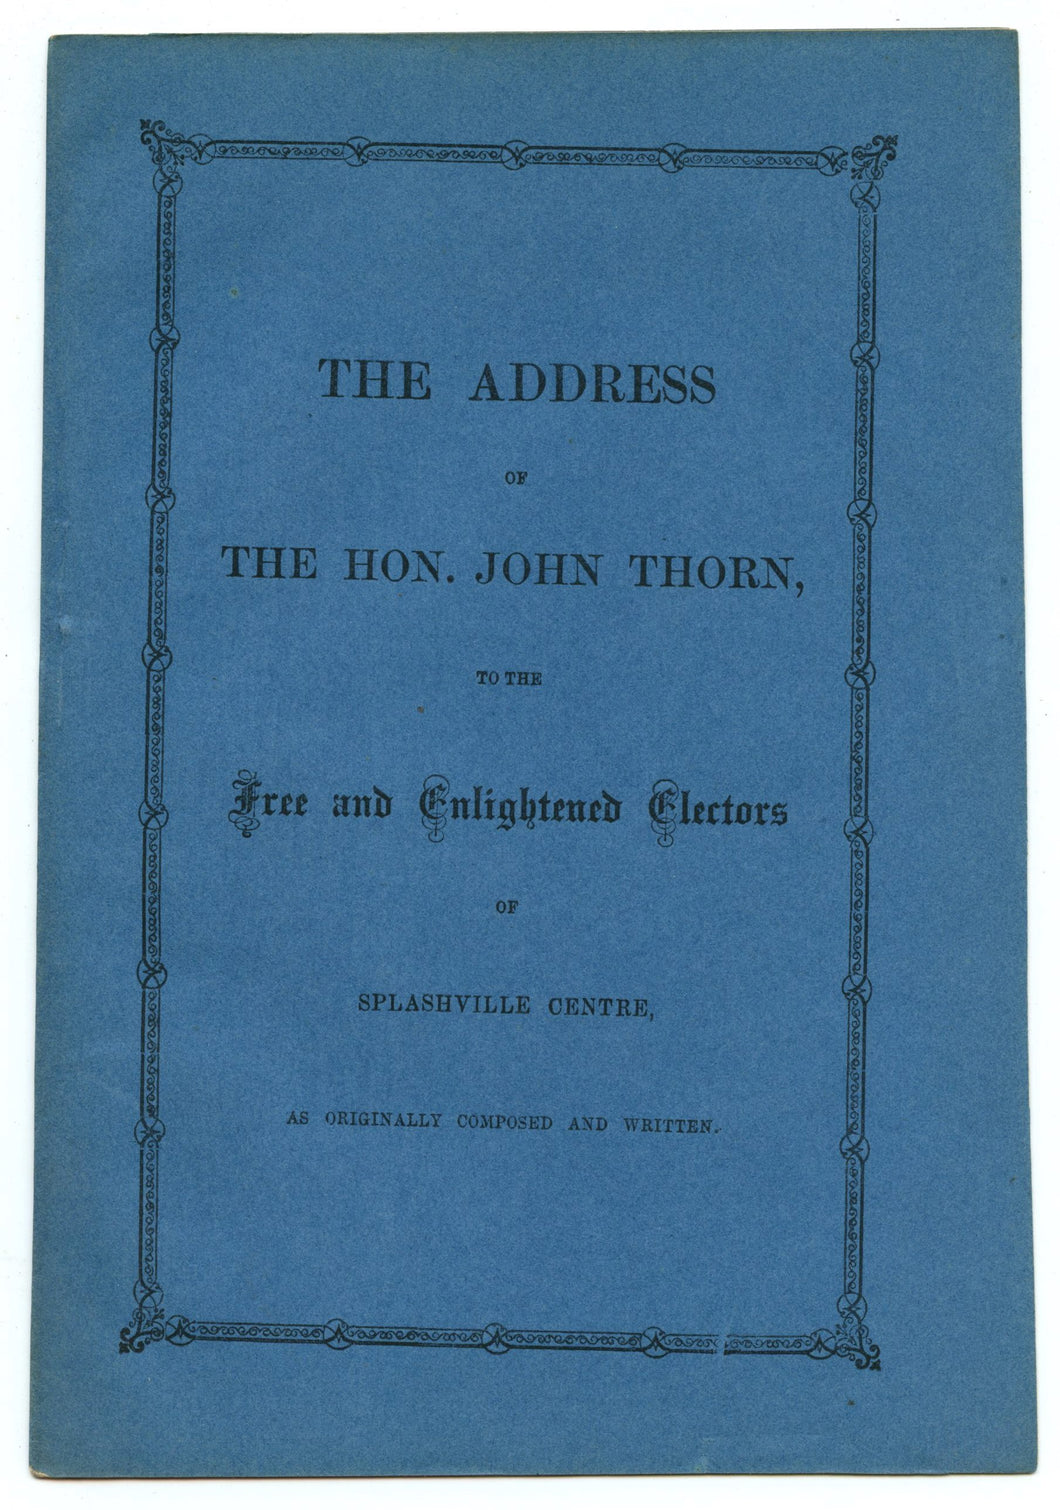 THE ADDRESS
OF
THE HON. JOHN THORN,
TO THE
Free and Enlightened Electors
OF
SPLASHVILLE CENTRE,
AS ORIGINALLY COMPOSED AND WRITTEN.